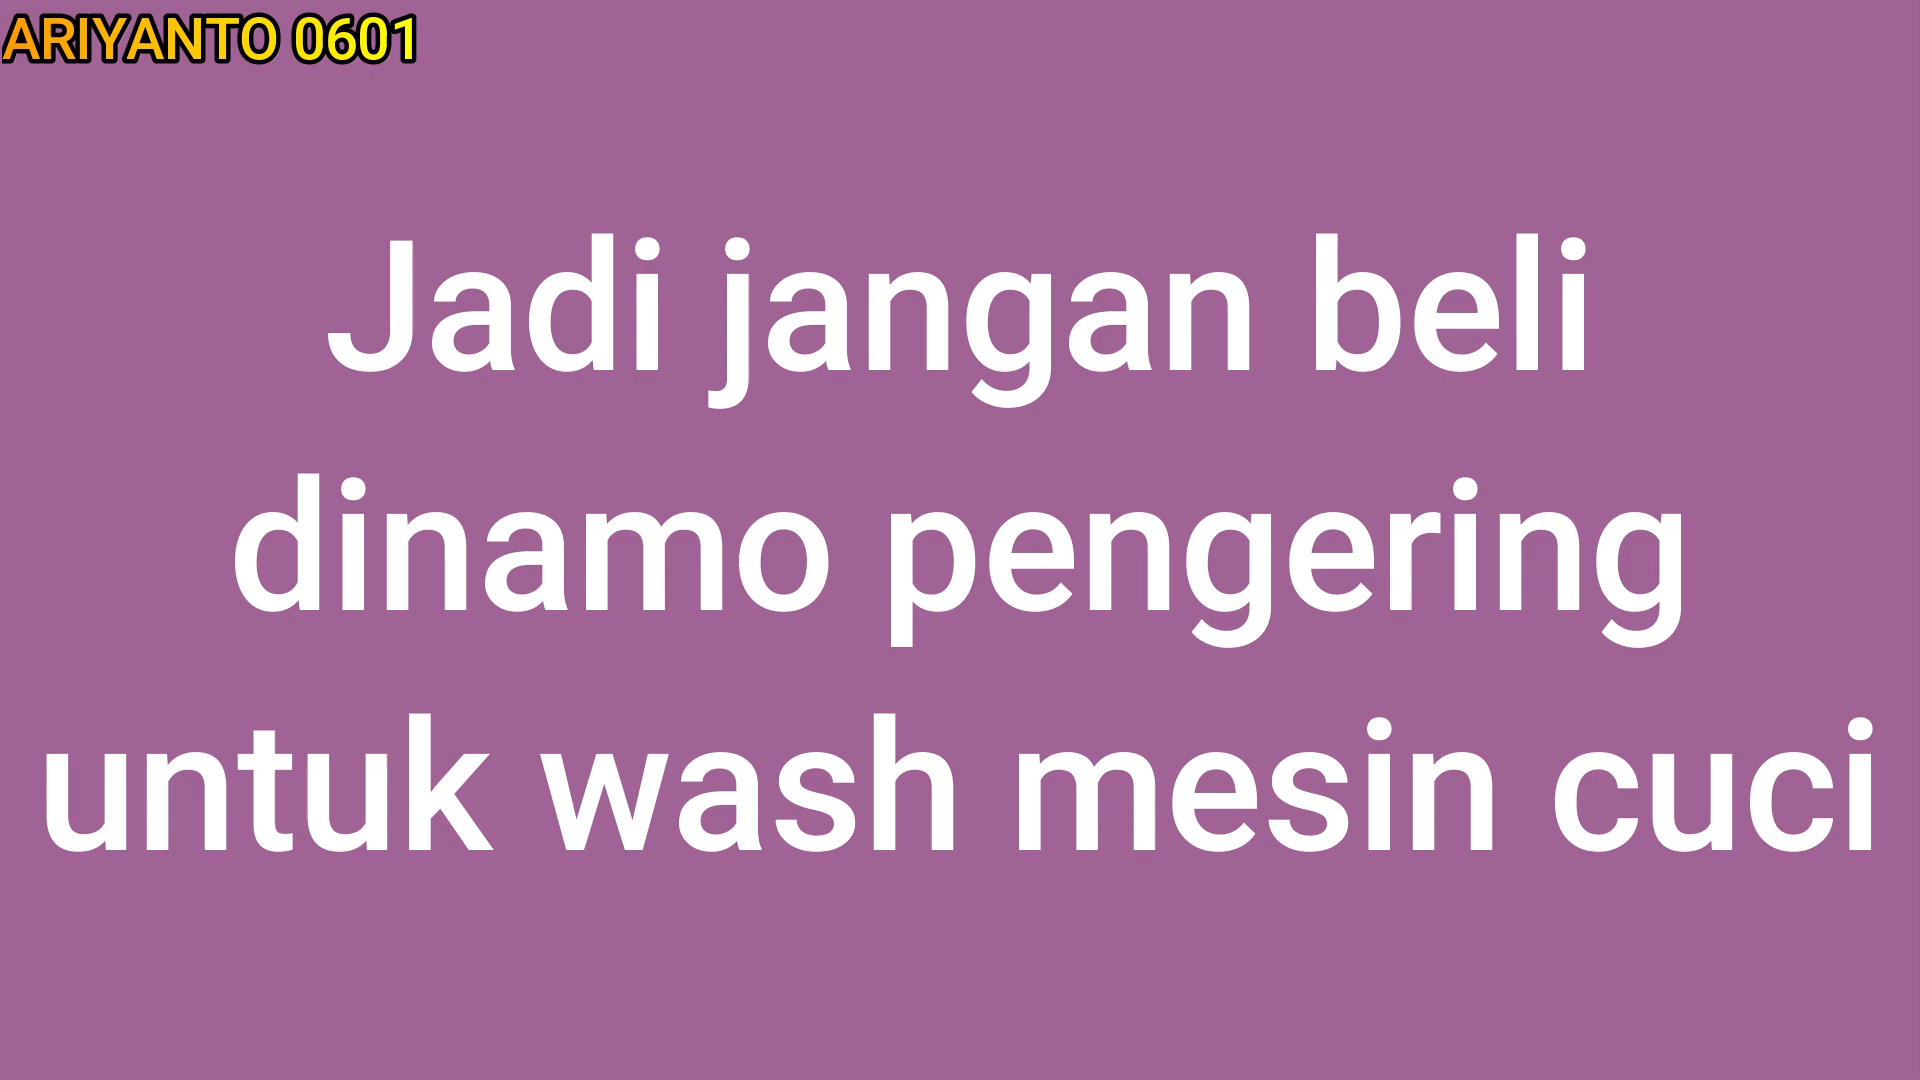 ARIYANTO 0601
Jadi jangan beli
dinamo pengering
untuk wash mesin cuci